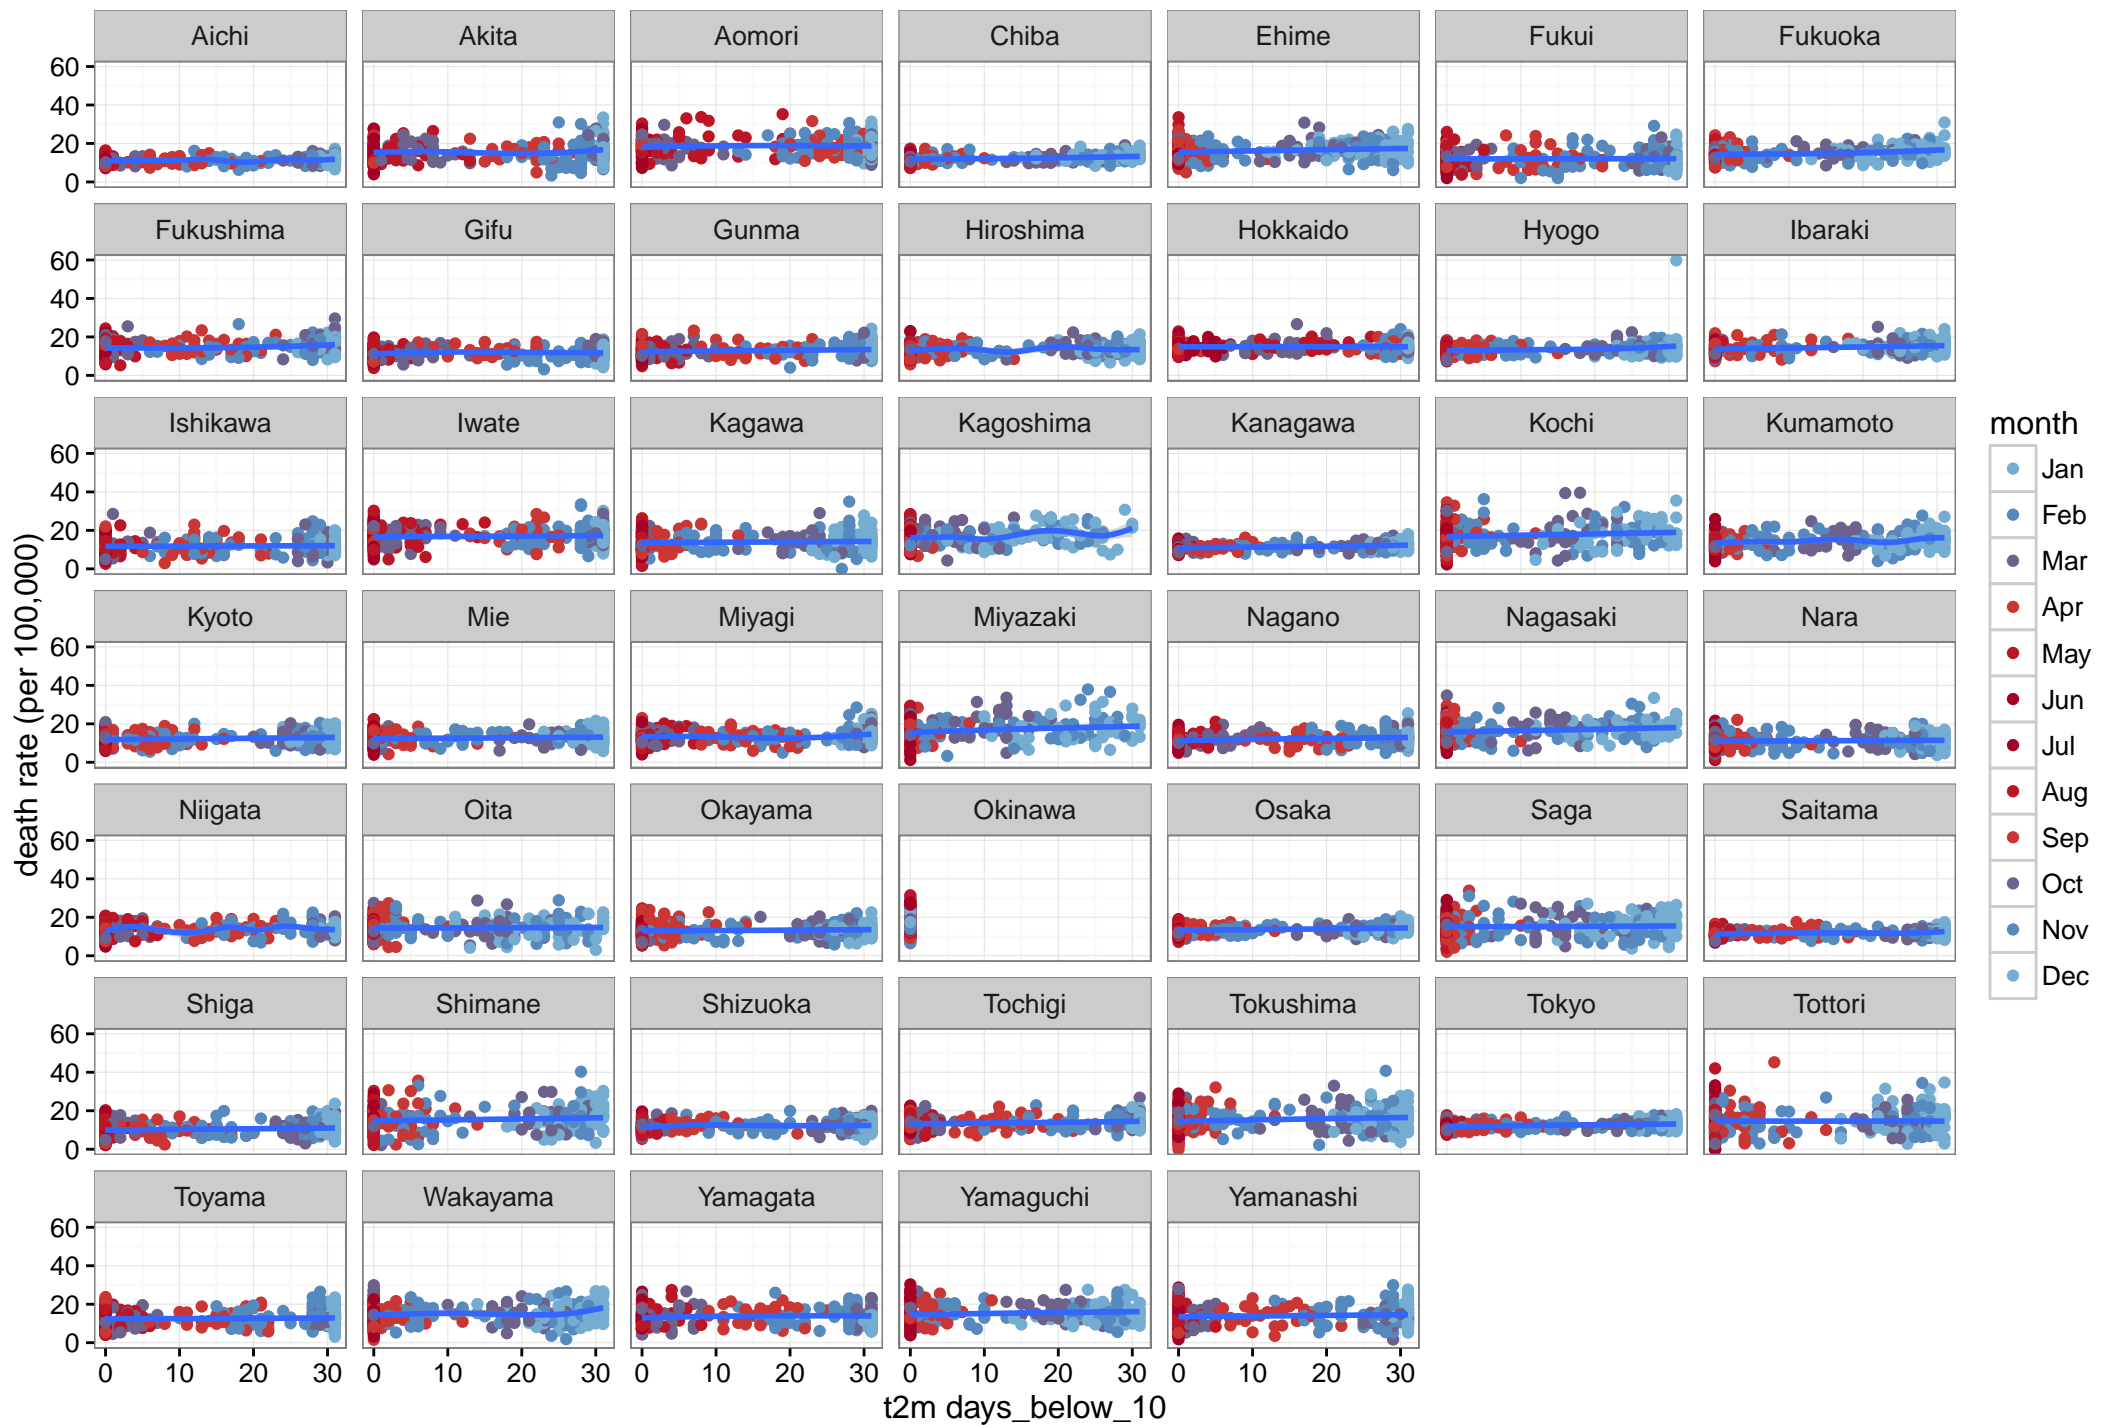 Aichi Akita Aomori Chiba Ehime Fukui Fukuoka
60
40
20
0
Fukushima Gifu Gunma Hiroshima Hokkaido Hyogo Ibaraki
60
40
20
0
Ishikawa Iwate Kagawa Kagoshima Kanagawa Kochi Kumamoto
60
40
20
0
Kyoto Mie Miyagi Miyazaki Nagano Nagasaki Nara
60
40
20
0
Niigata Oita Okayama Okinawa Osaka Saga Saitama
60
40
20
0
Shiga Shimane Shizuoka Tochigi Tokushima Tokyo Tottori
60
40
20
0
Toyama Wakayama Yamagata Yamaguchi Yamanashi
60
40
20
0
0 10 20 30 0 10 20 30 0 10 20 30 0 10 20 30 0 10 20 30
t2m days_below_10
death rate (per 100,000)
month
Jan
Feb
Mar
Apr
May
Jun
Jul
Aug
Sep
Oct
Nov
Dec